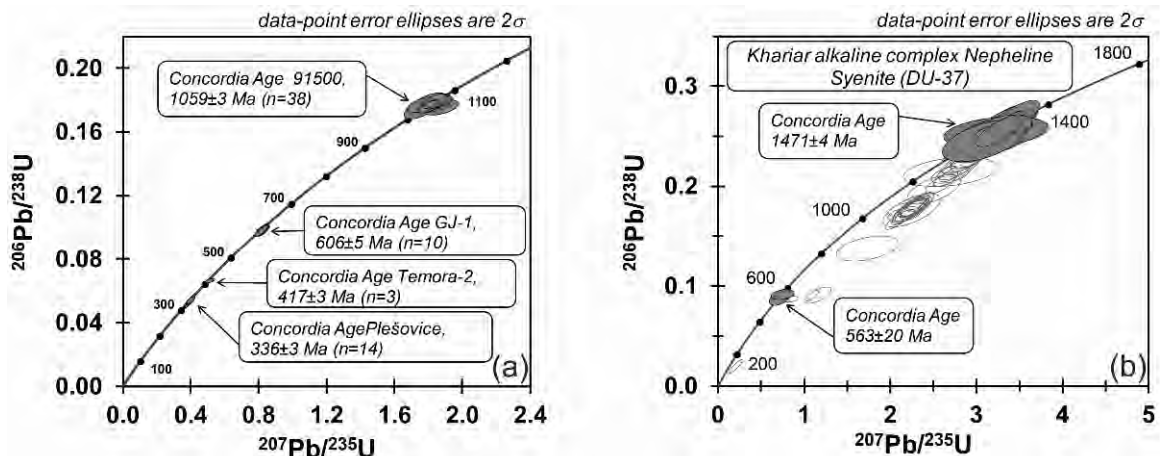 data-point error ellipses are 2σ
0.20
0.16
0.12
0.08
0.04
0.00
²⁰⁶Pb/²³⁸U
Concordia Age 91500,
1059±3 Ma (n=38)
1100
900
700
500
300
100
Concordia Age GJ-1,
606±5 Ma (n=10)
Concordia Age Temora-2,
417±3 Ma (n=3)
Concordia AgePlešovice,
336±3 Ma (n=14)
(a)
0.0 0.4 0.8 1.2 1.6 2.0 2.4
²⁰⁷Pb/²³⁵U
data-point error ellipses are 2σ
0.3
0.2
0.1
0.0
²⁰⁶Pb/²³⁸U
Khariar alkaline complex Nepheline
Syenite (DU-37)
1800
1400
1000
600
200
Concordia Age
1471±4 Ma
Concordia Age
563±20 Ma
(b)
0 1 2 3 4 5
²⁰⁷Pb/²³⁵U